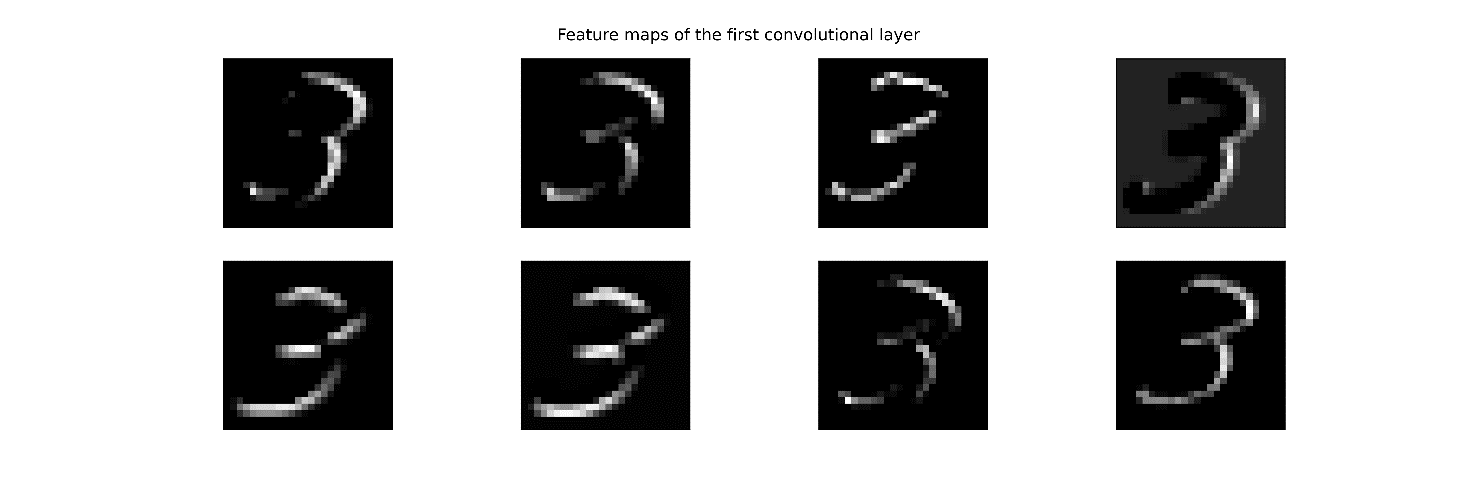 Feature maps of the first convolutional layer